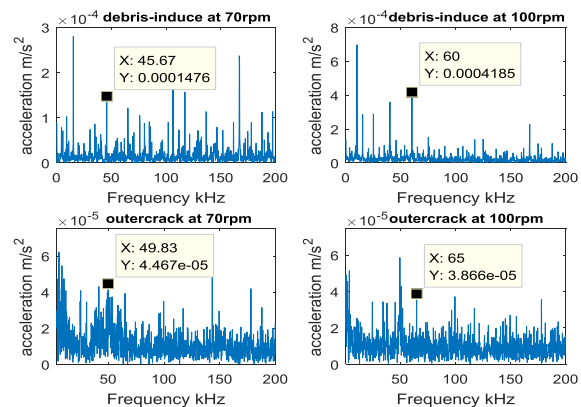 × 10^-4 debris-induce at 70rpm
acceleration m/s²
3
2
1
0
X: 45.67
Y: 0.0001476
0 50 100 150 200
Frequency kHz
× 10^-4 debris-induce at 100rpm
acceleration m/s²
8
6
4
2
0
X: 60
Y: 0.0004185
0 50 100 150 200
Frequency kHz
× 10^-5 outercrack at 70rpm
acceleration m/s²
6
4
2
0
X: 49.83
Y: 4.467e-05
50 100 150 200
Frequency kHz
× 10^-5 outercrack at 100rpm
acceleration m/s²
6
4
2
0
X: 65
Y: 3.866e-05
50 100 150 200
Frequency kHz